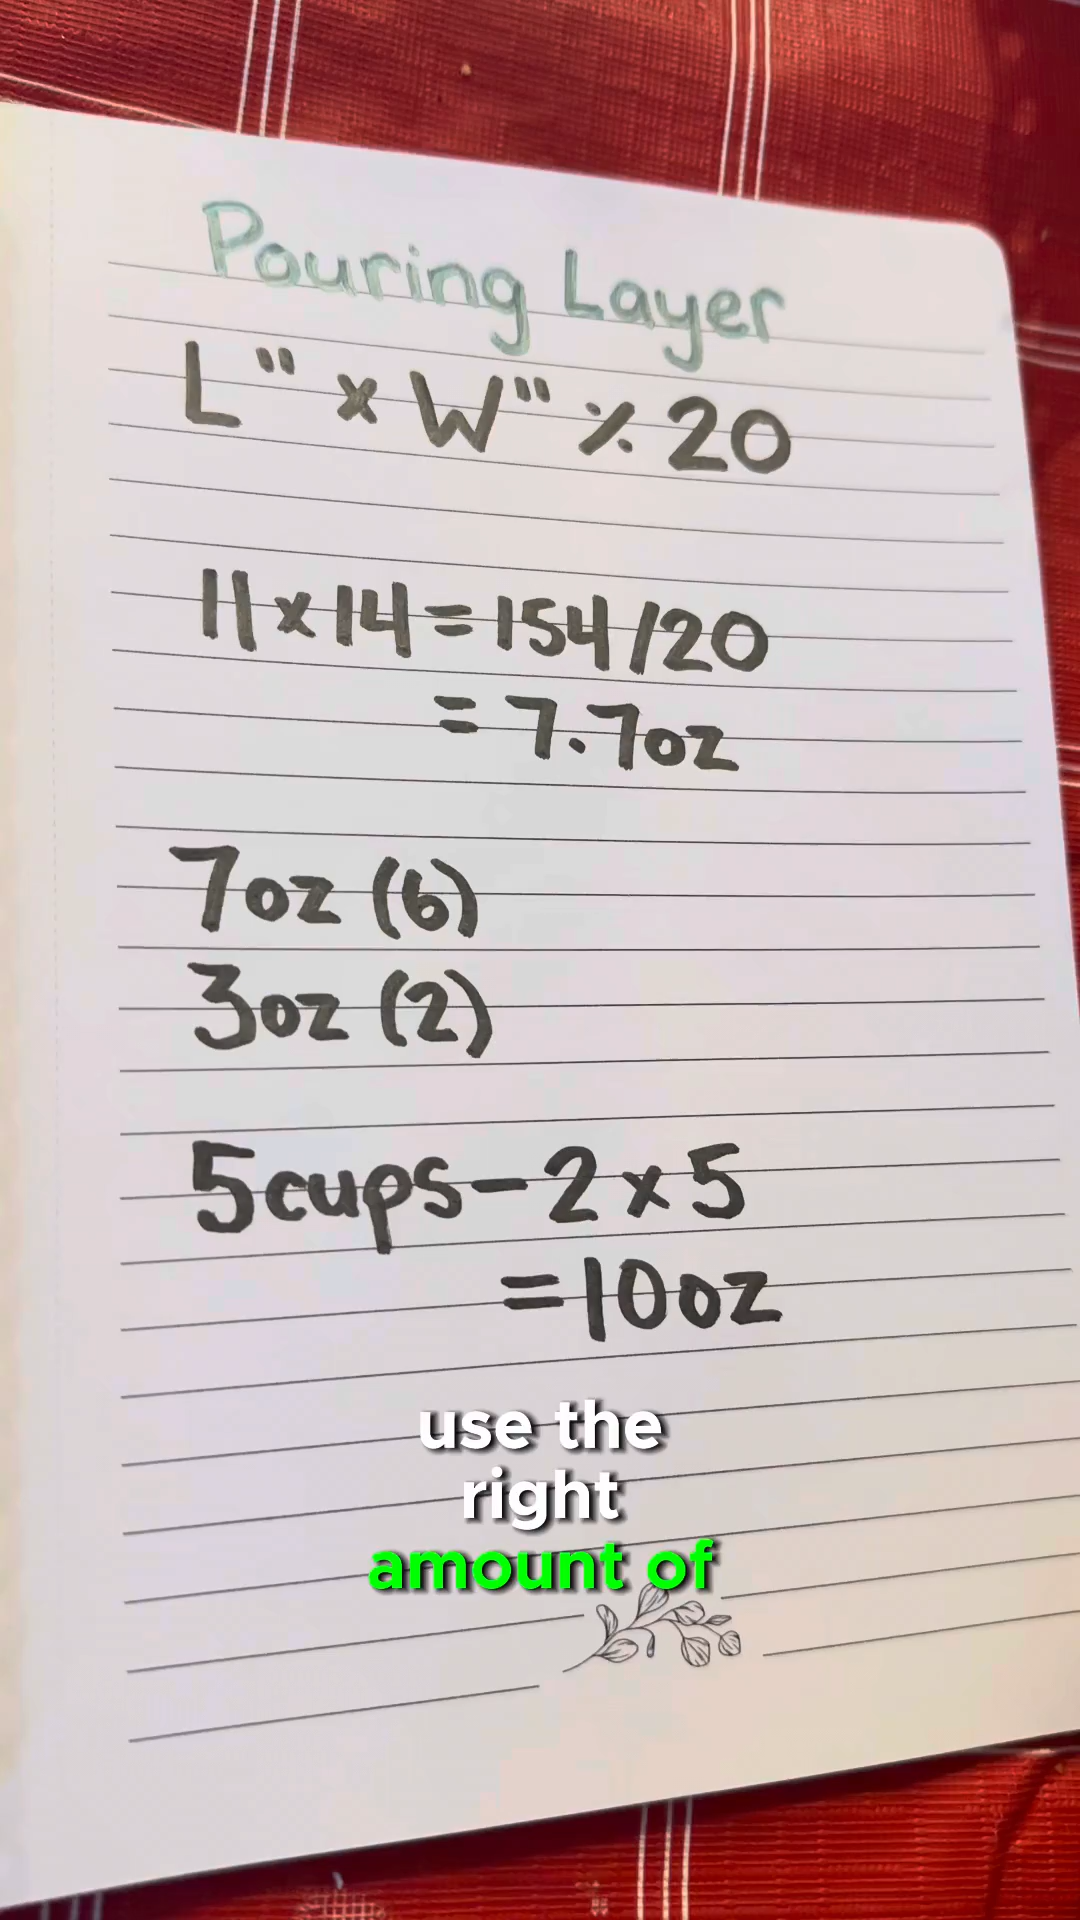 Pouring Layer
L" x W" ٪ 20
11 x 14 = 154/20
= 7.7oz
7oz (6)
3oz (2)
5cups - 2 x 5
= 10oz
use the
right
amount of